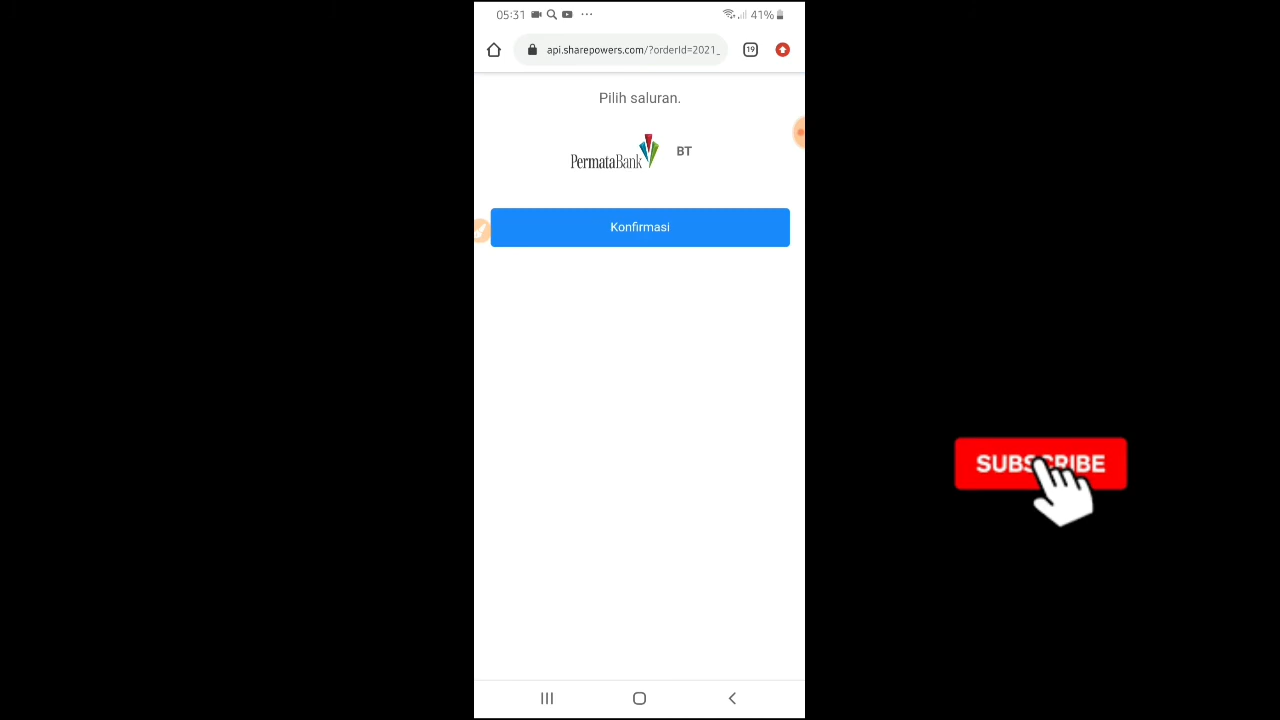 05:31 ... 41%
api.sharepowers.com/?orderId=2021_ 19
Pilih saluran.
PermataBank BT
Konfirmasi
SUBSCRIBE